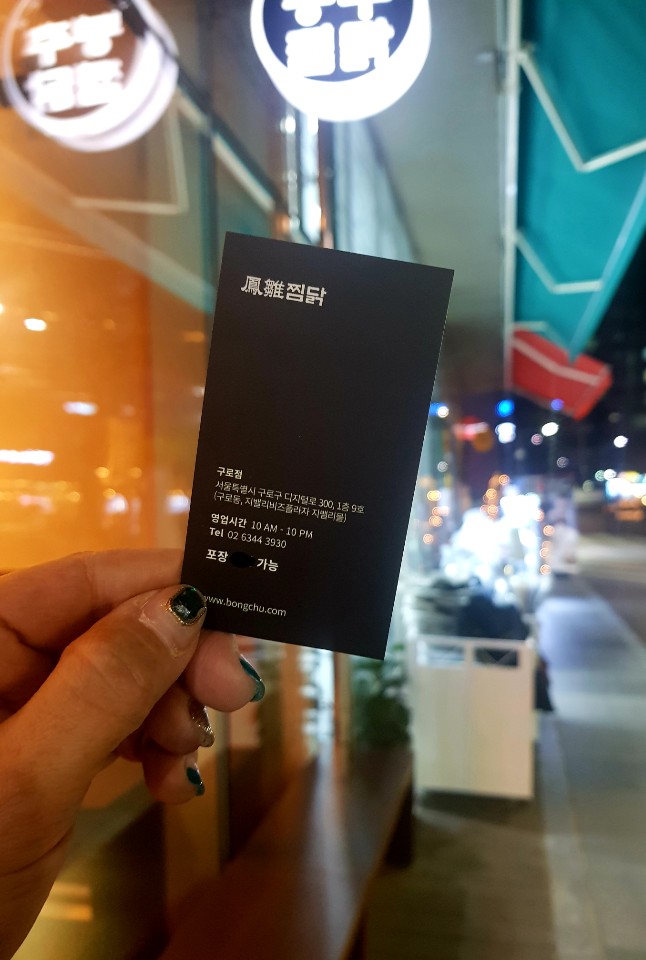 鳳雛찜닭
구로점
서울특별시 구로구 디지털로 300, 1층 9호
(구로동, 지밸리비즈플라자 지밸리몰)
영업시간 10 AM - 10 PM
Tel 02 6344 3930
포장 가능
www.bongchu.com